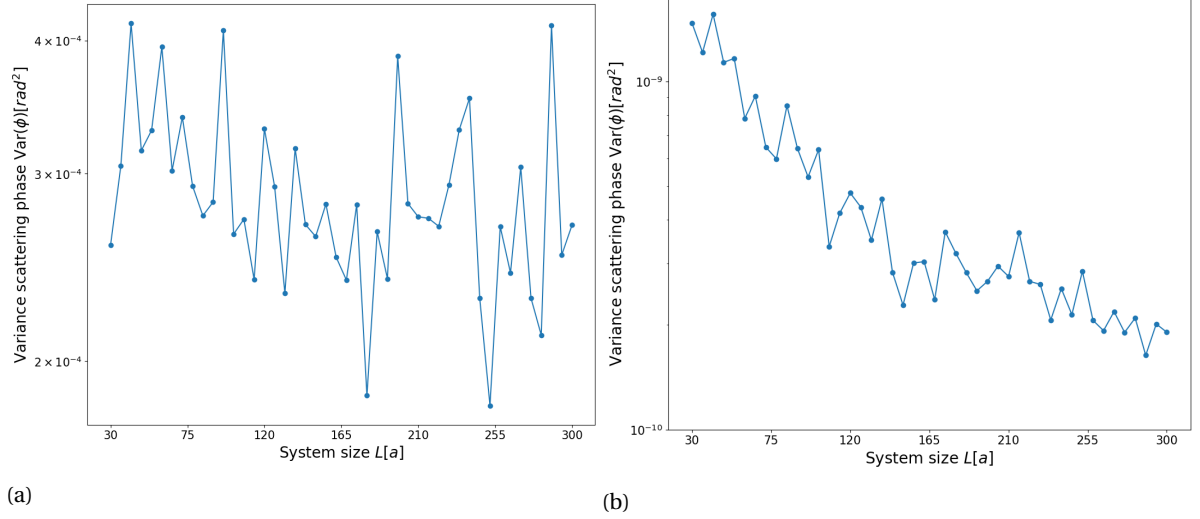 Variance scattering phase Var(ϕ)[rad²]
4 × 10⁻⁴
3 × 10⁻⁴
2 × 10⁻⁴
30 75 120 165 210 255 300
System size L[a]
(a)
Variance scattering phase Var(ϕ)[rad²]
10⁻⁹
10⁻¹⁰
30 75 120 165 210 255 300
System size L[a]
(b)